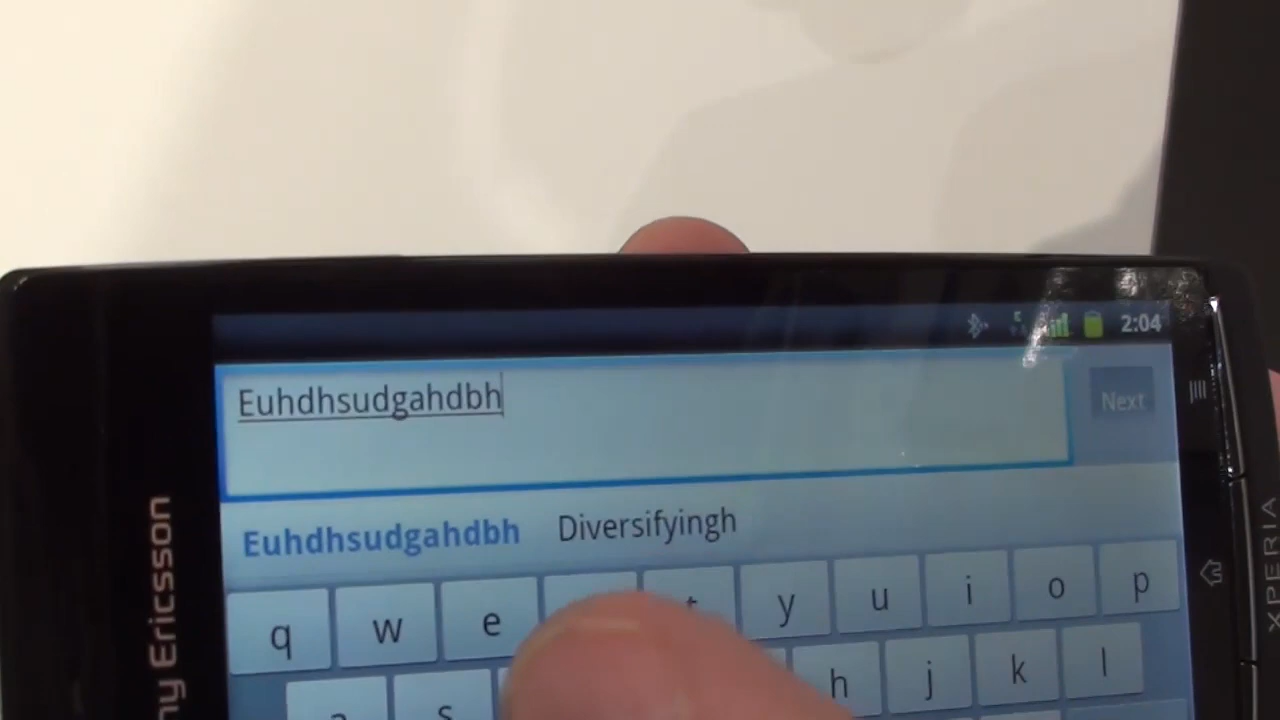 2:04
Euhdhsudgahdbh
Next
Euhdhsudgahdbh Diversifyingh
q w e t y u i o p
a s h j k l
ny Ericsson
XPERIA